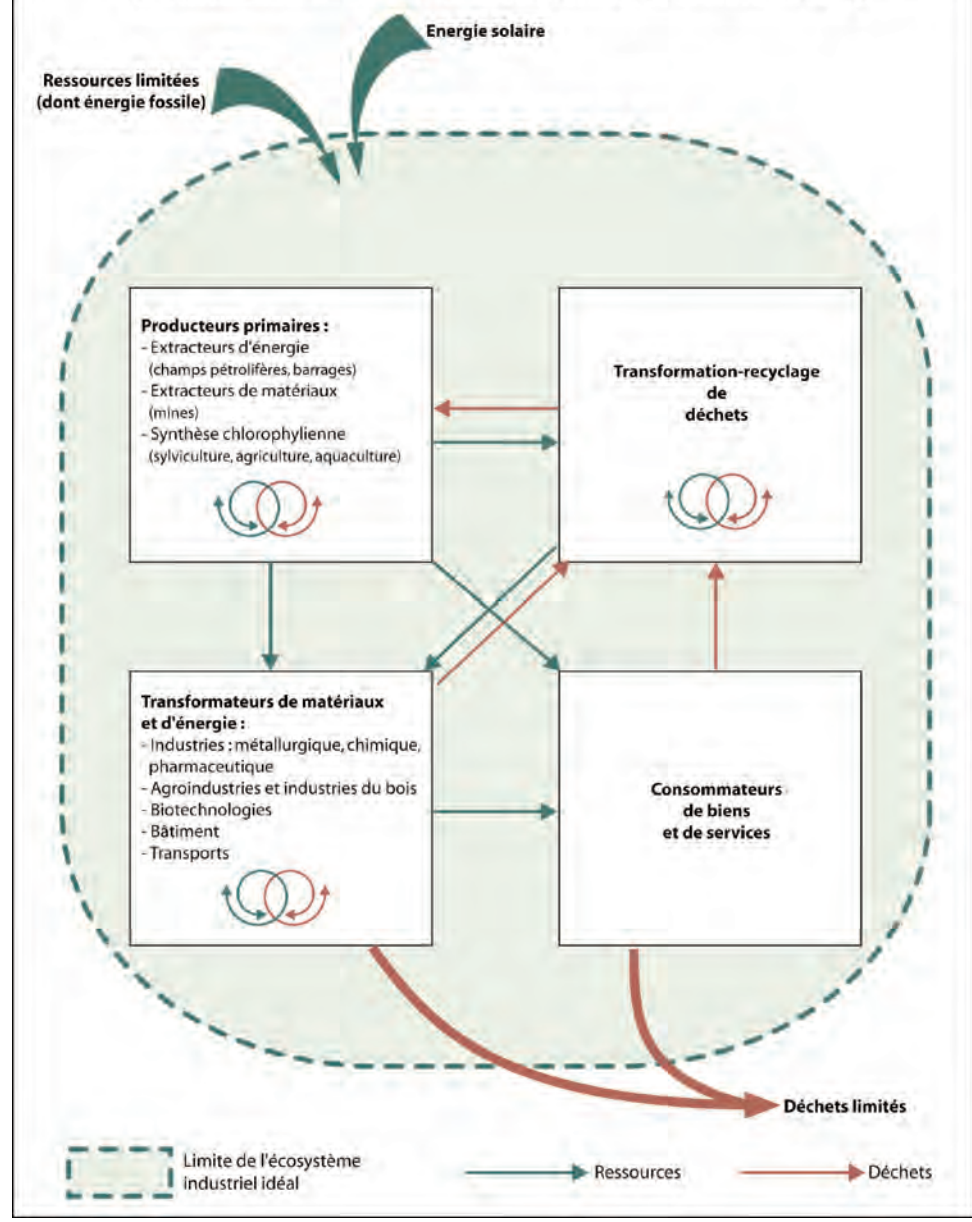 Energie solaire
Ressources limitées
(dont énergie fossile)
Producteurs primaires :
- Extracteurs d'énergie
(champs pétrolifères, barrages)
- Extracteurs de matériaux
(mines)
- Synthèse chlorophylienne
(sylviculture, agriculture, aquaculture)
Transformation-recyclage
de
déchets
Transformateurs de matériaux
et d'énergie :
- Industries : métallurgique, chimique,
pharmaceutique
- Agroindustries et industries du bois
- Biotechnologies
- Bâtiment
- Transports
Consommateurs
de biens
et de services
Déchets limités
Limite de l'écosystème
industriel idéal
Ressources
Déchets